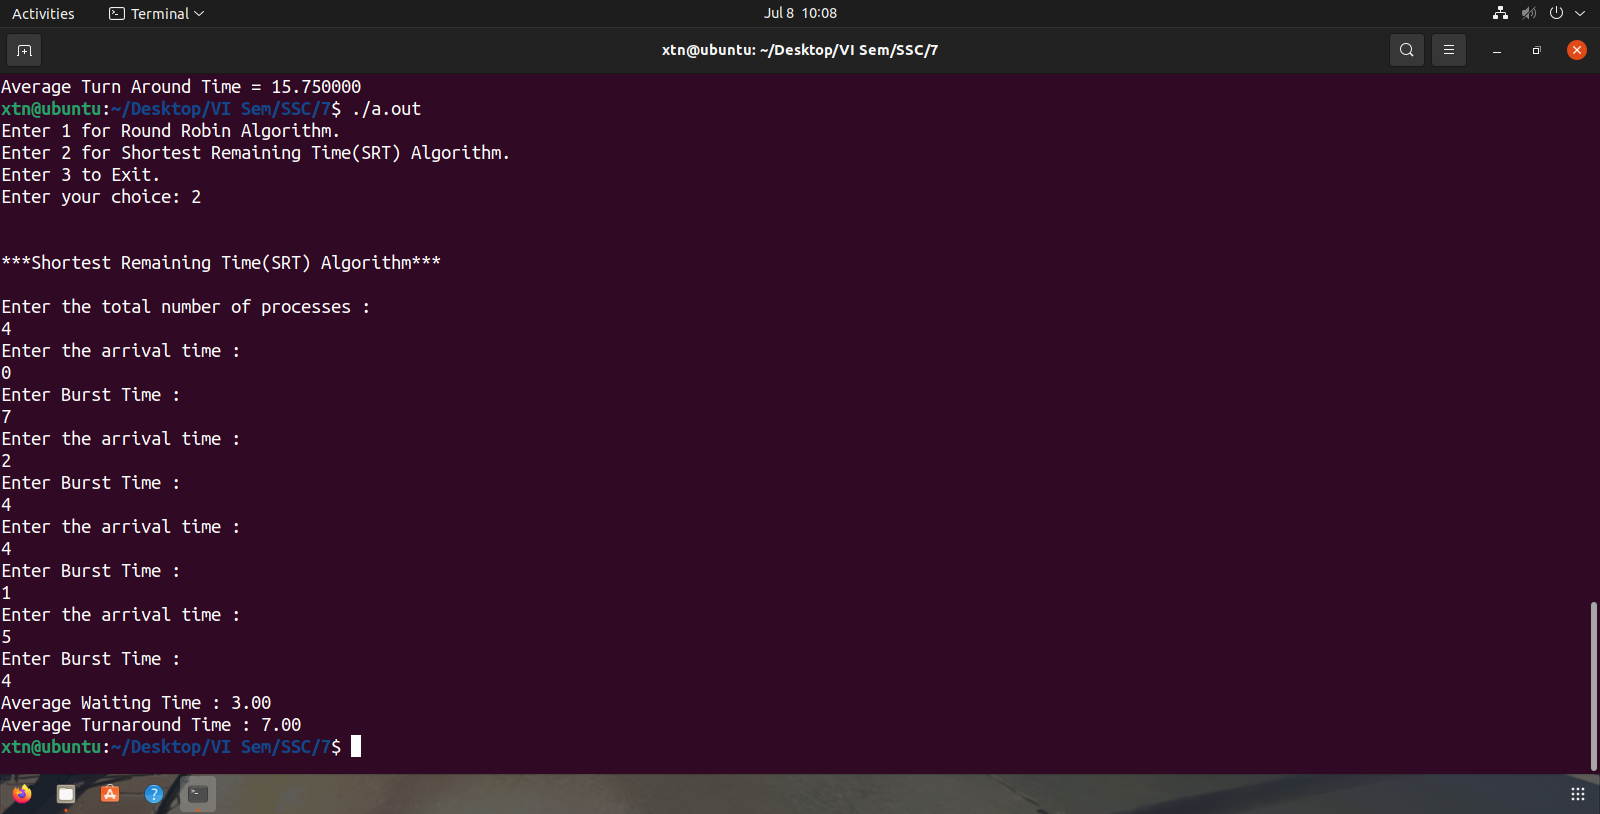 Activities
Terminal
Jul 8 10:08
xtn@ubuntu: ~/Desktop/VI Sem/SSC/7
Average Turn Around Time = 15.750000
xtn@ubuntu:~/Desktop/VI Sem/SSC/7$ ./a.out
Enter 1 for Round Robin Algorithm.
Enter 2 for Shortest Remaining Time(SRT) Algorithm.
Enter 3 to Exit.
Enter your choice: 2
***Shortest Remaining Time(SRT) Algorithm***
Enter the total number of processes :
4
Enter the arrival time :
0
Enter Burst Time :
7
Enter the arrival time :
2
Enter Burst Time :
4
Enter the arrival time :
4
Enter Burst Time :
1
Enter the arrival time :
5
Enter Burst Time :
4
Average Waiting Time : 3.00
Average Turnaround Time : 7.00
xtn@ubuntu:~/Desktop/VI Sem/SSC/7$